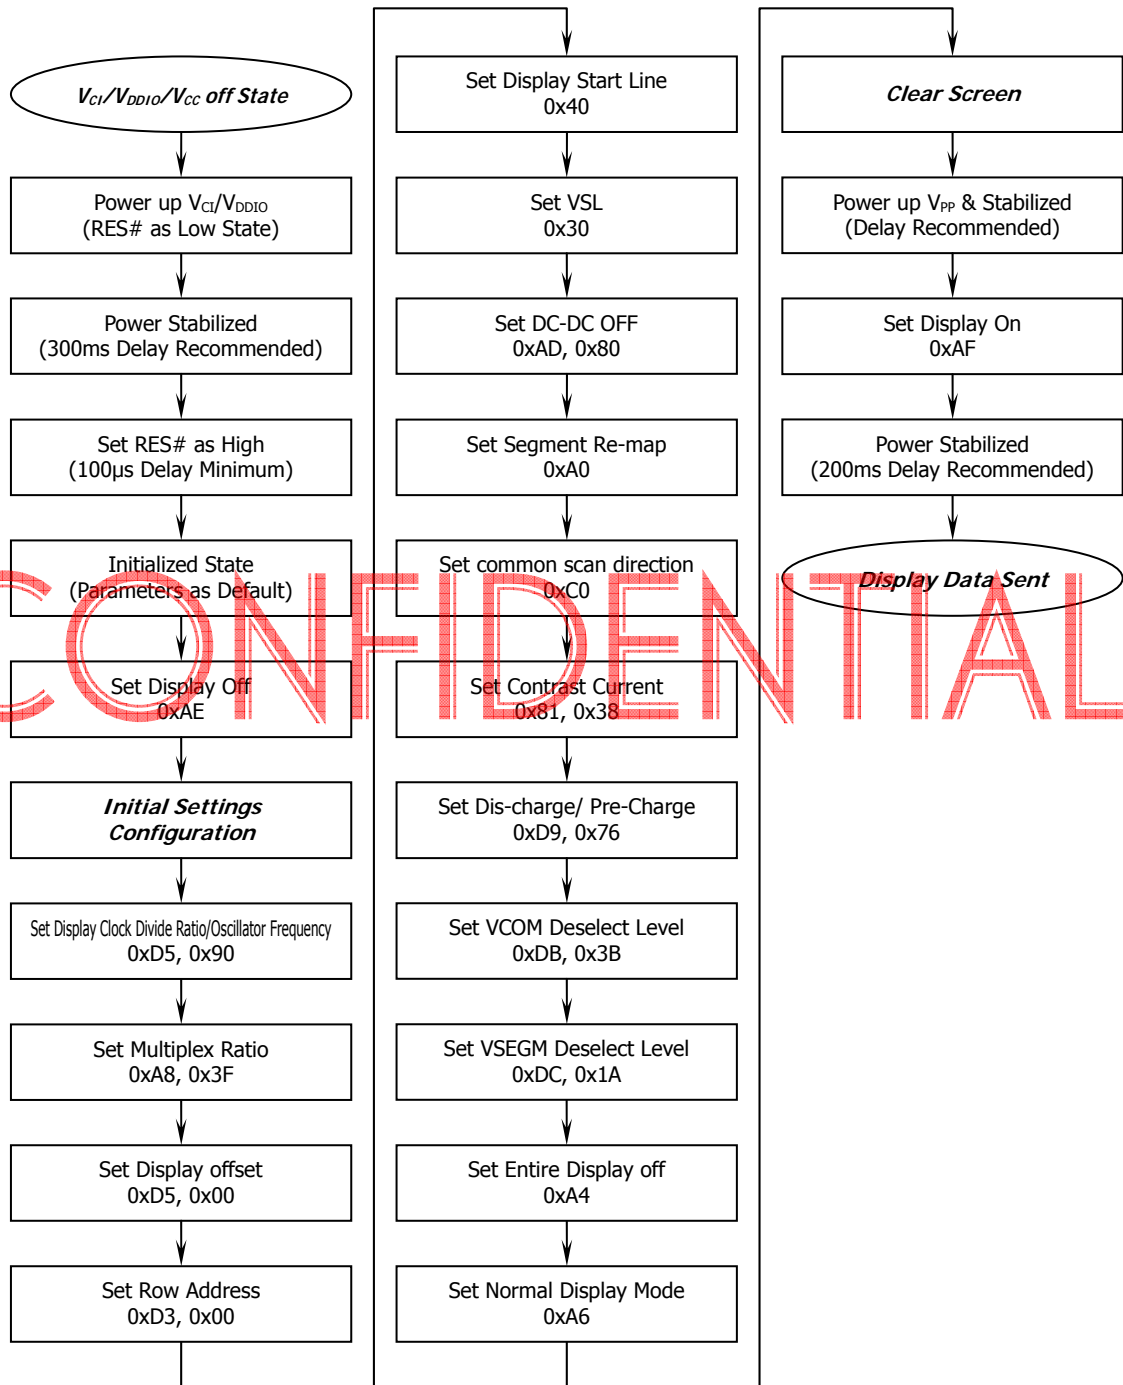 VCI/VDDIO/VCC off State
Power up VCI/VDDIO
(RES# as Low State)
Power Stabilized
(300ms Delay Recommended)
Set RES# as High
(100µs Delay Minimum)
Initialized State
(Parameters as Default)
Set Display Off
0xAE
Initial Settings
Configuration
Set Display Clock Divide Ratio/Oscillator Frequency
0xD5, 0x90
Set Multiplex Ratio
0xA8, 0x3F
Set Display offset
0xD5, 0x00
Set Row Address
0xD3, 0x00
Set Display Start Line
0x40
Set VSL
0x30
Set DC-DC OFF
0xAD, 0x80
Set Segment Re-map
0xA0
Set common scan direction
0xC0
Set Contrast Current
0x81, 0x38
Set Dis-charge/ Pre-Charge
0xD9, 0x76
Set VCOM Deselect Level
0xDB, 0x3B
Set VSEGM Deselect Level
0xDC, 0x1A
Set Entire Display off
0xA4
Set Normal Display Mode
0xA6
Clear Screen
Power up VPP & Stabilized
(Delay Recommended)
Set Display On
0xAF
Power Stabilized
(200ms Delay Recommended)
Display Data Sent
CONFIDENTIAL